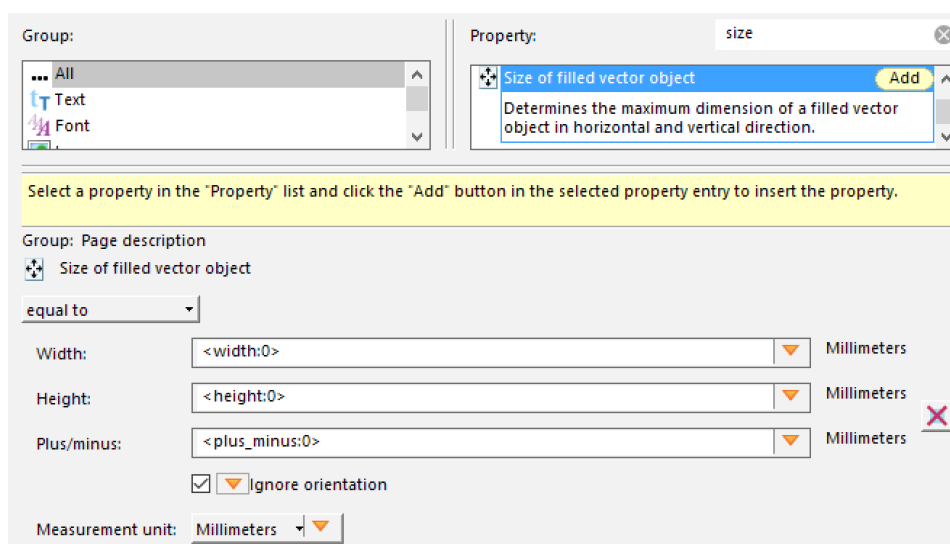 Group:
Property:
size
All
Text
Font
Size of filled vector object
Add
Determines the maximum dimension of a filled vector
object in horizontal and vertical direction.
Select a property in the "Property" list and click the "Add" button in the selected property entry to insert the property.
Group: Page description
Size of filled vector object
equal to
Width:
<width:0>
Millimeters
Height:
<height:0>
Millimeters
Plus/minus:
<plus_minus:0>
Millimeters
Ignore orientation
Measurement unit:
Millimeters